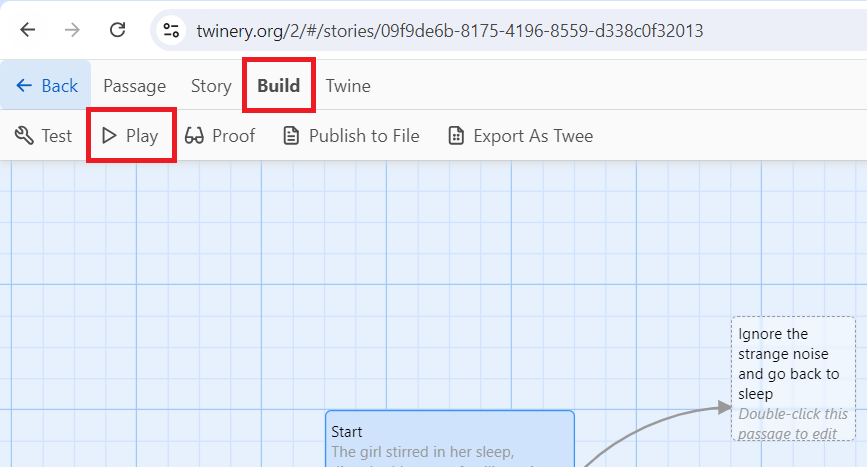 twinery.org/2/#/stories/09f9de6b-8175-4196-8559-d338c0f32013
Back Passage Story Build Twine
Test Play Proof Publish to File Export As Twee
Ignore the
strange noise
and go back to
sleep
Double-click this
passage to edit
Start
The girl stirred in her sleep,